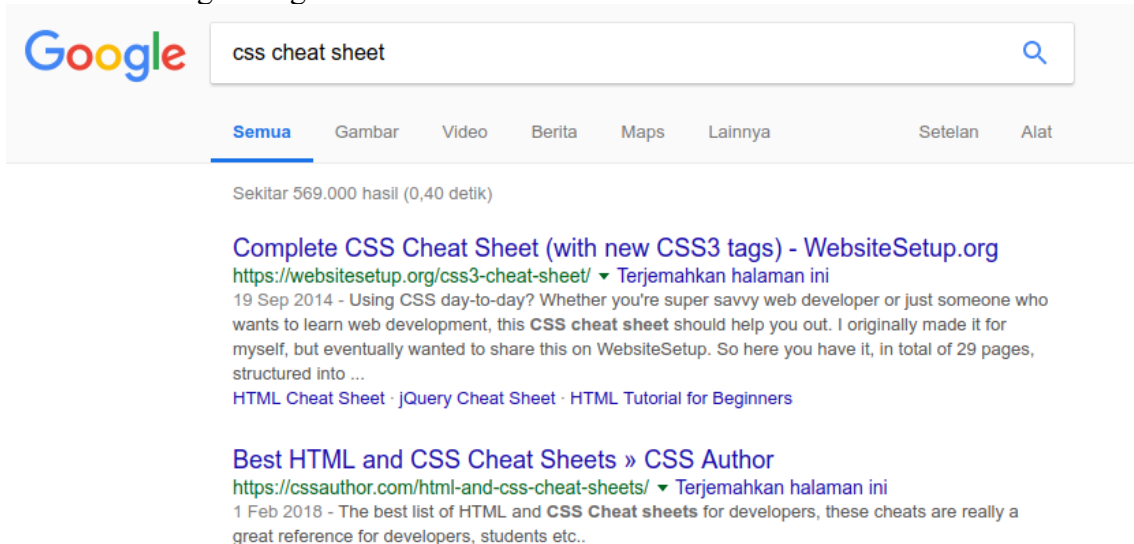 Google css cheat sheet
Semua Gambar Video Berita Maps Lainnya Setelan Alat
Sekitar 569.000 hasil (0,40 detik)
Complete CSS Cheat Sheet (with new CSS3 tags) - WebsiteSetup.org
https://websitesetup.org/css3-cheat-sheet/ ▼ Terjemahkan halaman ini
19 Sep 2014 - Using CSS day-to-day? Whether you're super savvy web developer or just someone who
wants to learn web development, this CSS cheat sheet should help you out. I originally made it for
myself, but eventually wanted to share this on WebsiteSetup. So here you have it, in total of 29 pages,
structured into ...
HTML Cheat Sheet · jQuery Cheat Sheet · HTML Tutorial for Beginners
Best HTML and CSS Cheat Sheets » CSS Author
https://cssauthor.com/html-and-css-cheat-sheets/ ▼ Terjemahkan halaman ini
1 Feb 2018 - The best list of HTML and CSS Cheat sheets for developers, these cheats are really a
great reference for developers, students etc..